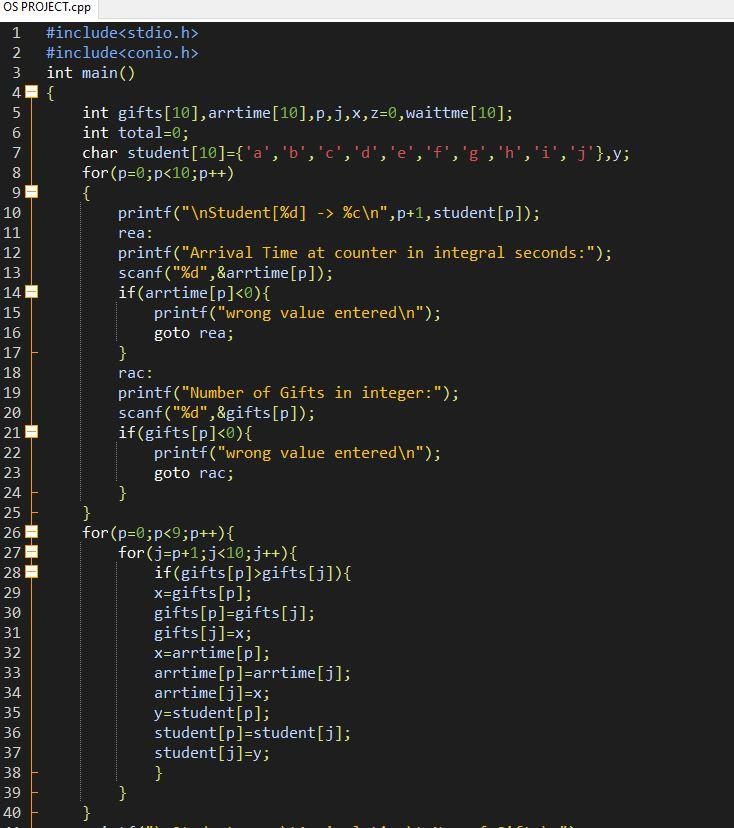 OS PROJECT.cpp
1 #include<stdio.h>
2 #include<conio.h>
3 int main()
4 {
5 int gifts[10],arrtime[10],p,j,x,z=0,waittme[10];
6 int total=0;
7 char student[10]={'a','b','c','d','e','f','g','h','i','j'},y;
8 for(p=0;p<10;p++)
9 {
10 printf("\nStudent[%d] -> %c\n",p+1,student[p]);
11 rea:
12 printf("Arrival Time at counter in integral seconds:");
13 scanf("%d",&arrtime[p]);
14 if(arrtime[p]<0){
15 printf("wrong value entered\n");
16 goto rea;
17 }
18 rac:
19 printf("Number of Gifts in integer:");
20 scanf("%d",&gifts[p]);
21 if(gifts[p]<0){
22 printf("wrong value entered\n");
23 goto rac;
24 }
25 }
26 for(p=0;p<9;p++){
27 for(j=p+1;j<10;j++){
28 if(gifts[p]>gifts[j]){
29 x=gifts[p];
30 gifts[p]=gifts[j];
31 gifts[j]=x;
32 x=arrtime[p];
33 arrtime[p]=arrtime[j];
34 arrtime[j]=x;
35 y=student[p];
36 student[p]=student[j];
37 student[j]=y;
38 }
39 }
40 }